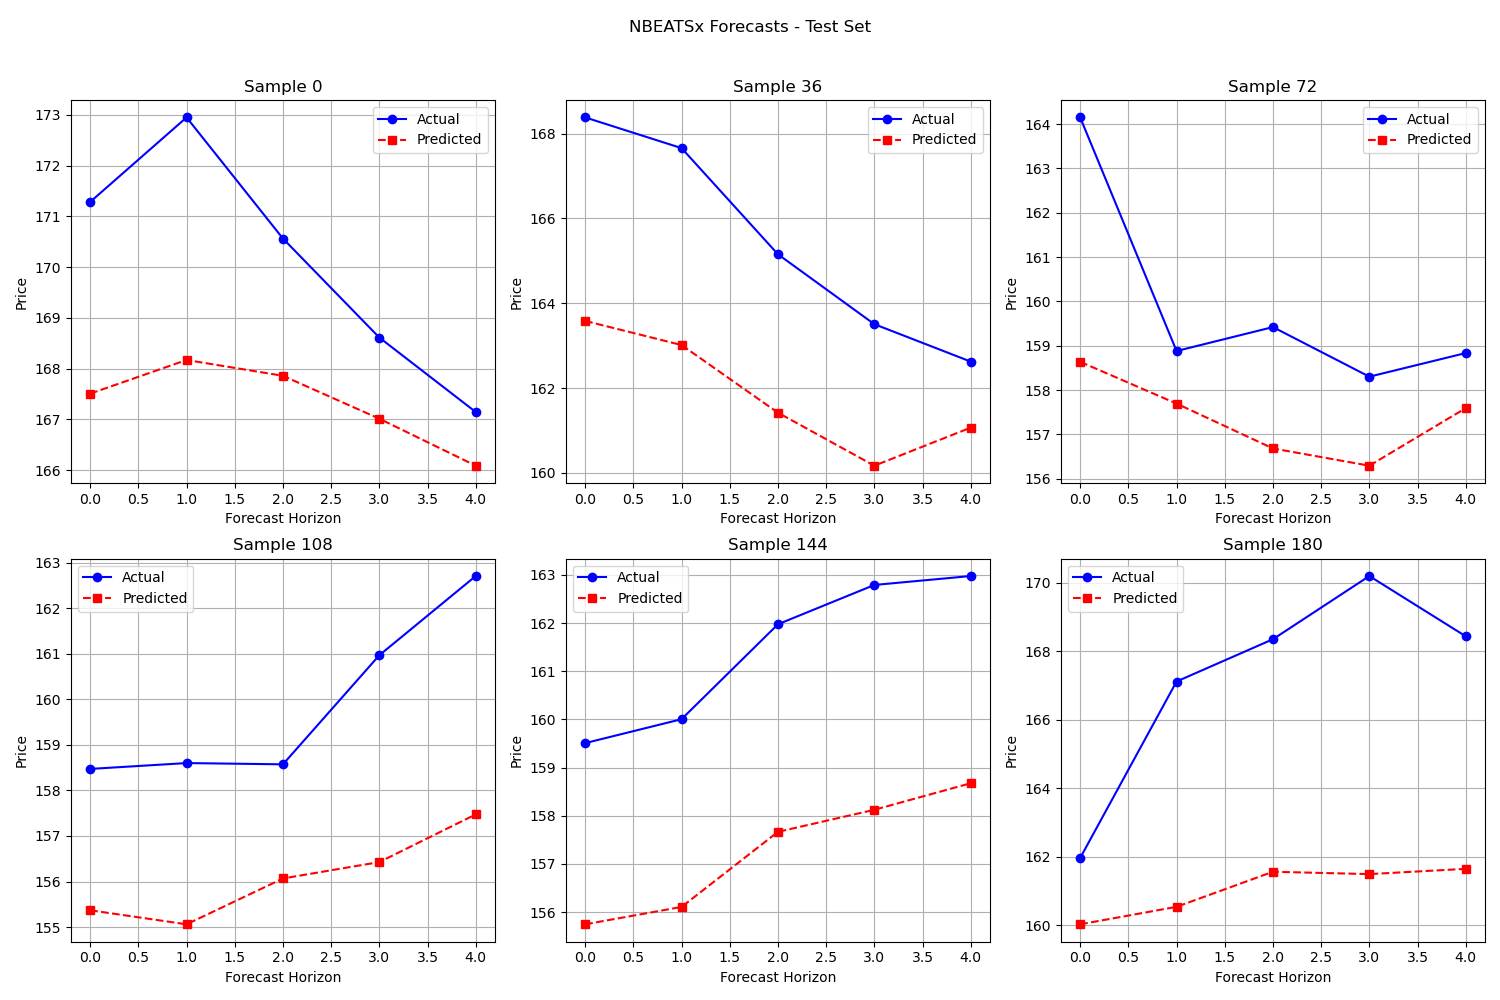 NBEATSx Forecasts - Test Set
Sample 0
Actual
Predicted
173
172
171
170
169
168
167
166
Price
0.0 0.5 1.0 1.5 2.0 2.5 3.0 3.5 4.0
Forecast Horizon
Sample 36
Actual
Predicted
168
166
164
162
160
Price
0.0 0.5 1.0 1.5 2.0 2.5 3.0 3.5 4.0
Forecast Horizon
Sample 72
Actual
Predicted
164
163
162
161
160
159
158
157
156
Price
0.0 0.5 1.0 1.5 2.0 2.5 3.0 3.5 4.0
Forecast Horizon
Sample 108
Actual
Predicted
163
162
161
160
159
158
157
156
155
Price
0.0 0.5 1.0 1.5 2.0 2.5 3.0 3.5 4.0
Forecast Horizon
Sample 144
Actual
Predicted
163
162
161
160
159
158
157
156
Price
0.0 0.5 1.0 1.5 2.0 2.5 3.0 3.5 4.0
Forecast Horizon
Sample 180
Actual
Predicted
170
168
166
164
162
160
Price
0.0 0.5 1.0 1.5 2.0 2.5 3.0 3.5 4.0
Forecast Horizon